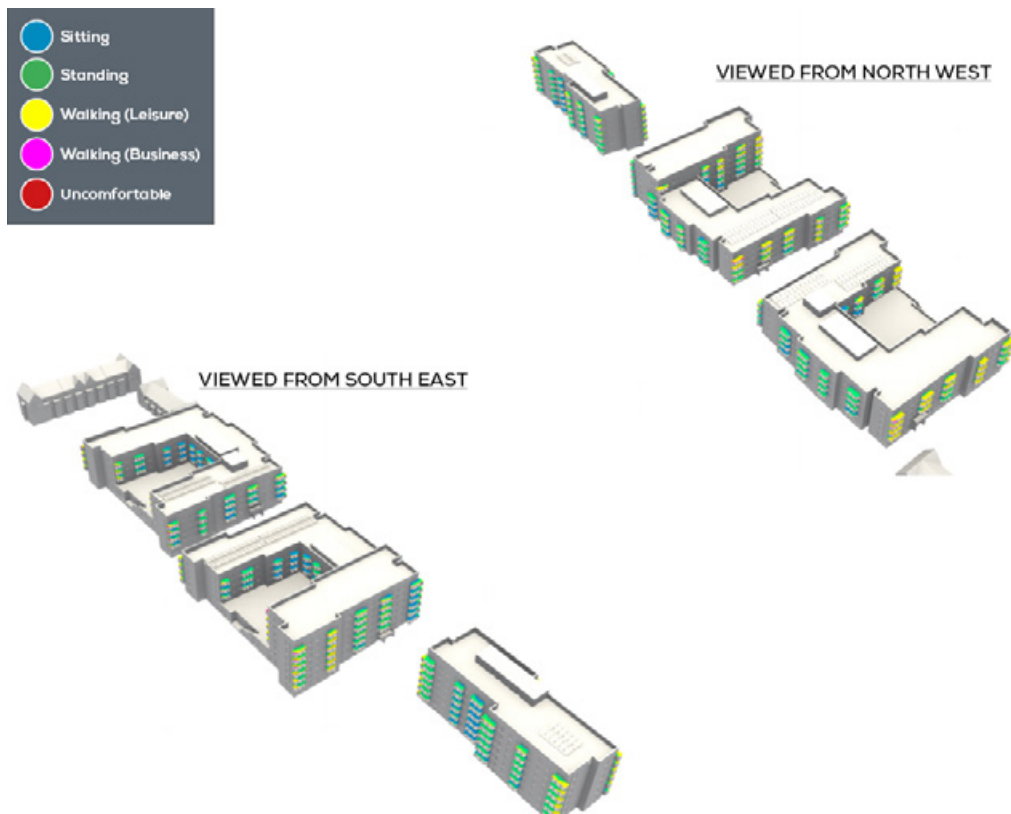 Sitting
Standing
Walking (Leisure)
Walking (Business)
Uncomfortable
VIEWED FROM NORTH WEST
VIEWED FROM SOUTH EAST